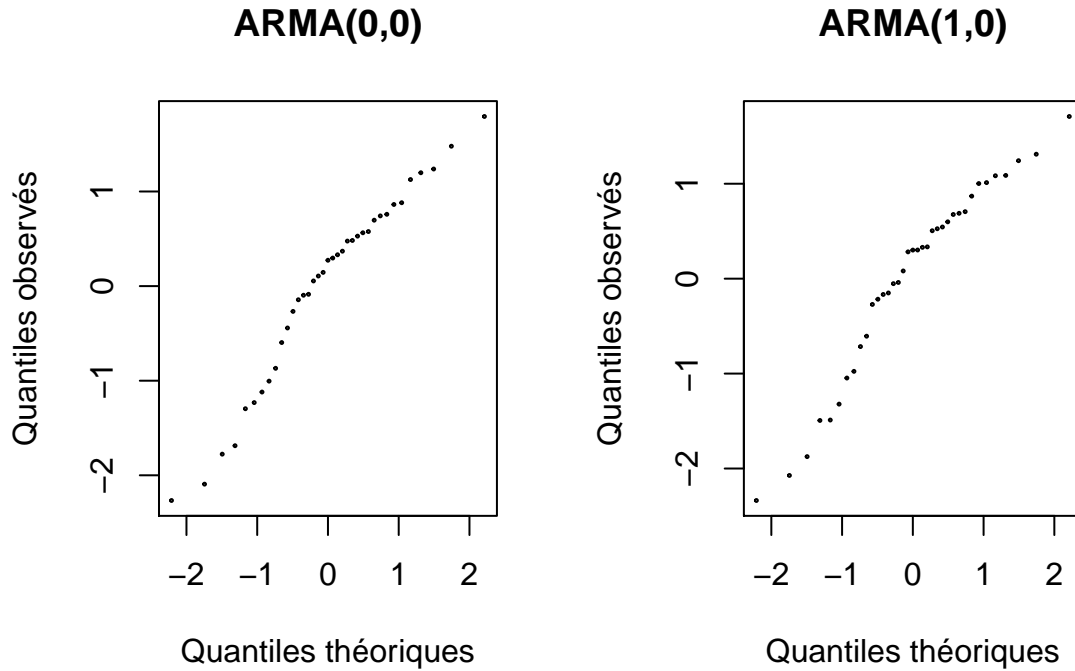 ARMA(0,0)
Quantiles observés
1
0
−1
−2
−2 −1 0 1 2
Quantiles théoriques
ARMA(1,0)
Quantiles observés
1
0
−1
−2
−2 −1 0 1 2
Quantiles théoriques